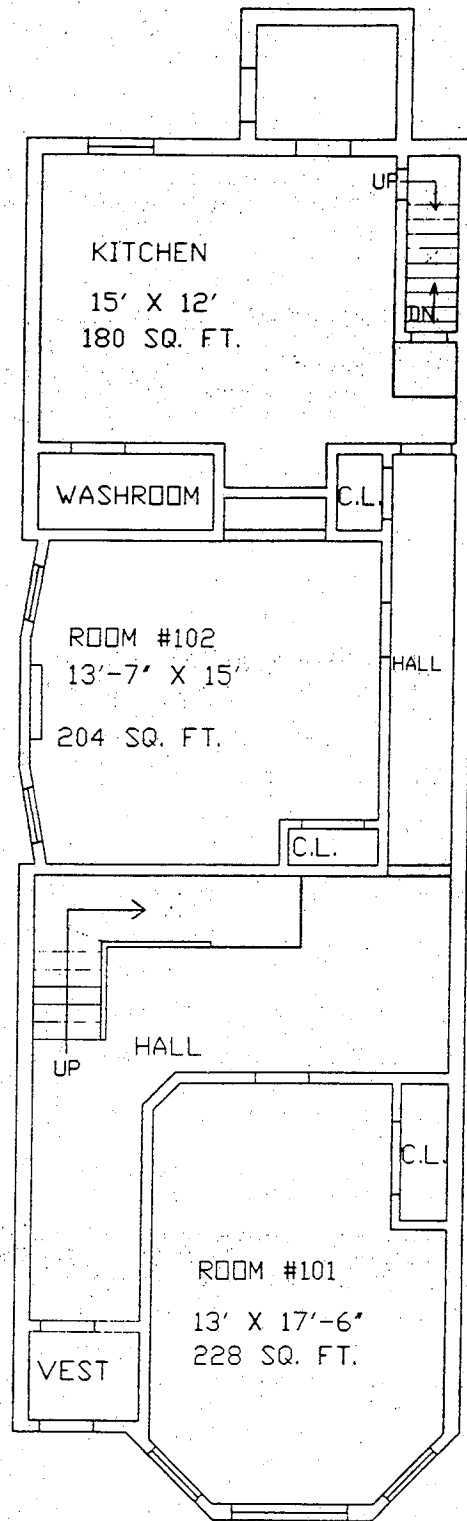 UP
KITCHEN
15' X 12'
180 SQ. FT.
DN.
WASHROOM
C.L.
ROOM #102
13'-7" X 15'
204 SQ. FT.
HALL
C.L.
UP
HALL
C.L.
ROOM #101
13' X 17'-6"
228 SQ. FT.
VEST